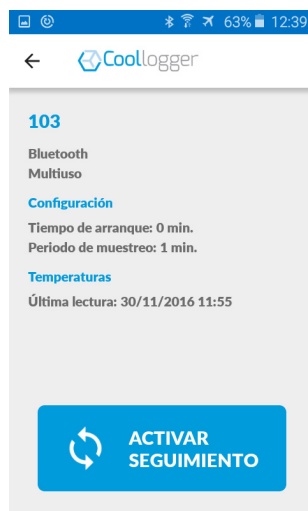 63% 12:39
Coollogger
103
Bluetooth
Multiuso
Configuración
Tiempo de arranque: 0 min.
Periodo de muestreo: 1 min.
Temperaturas
Última lectura: 30/11/2016 11:55
ACTIVAR
SEGUIMIENTO